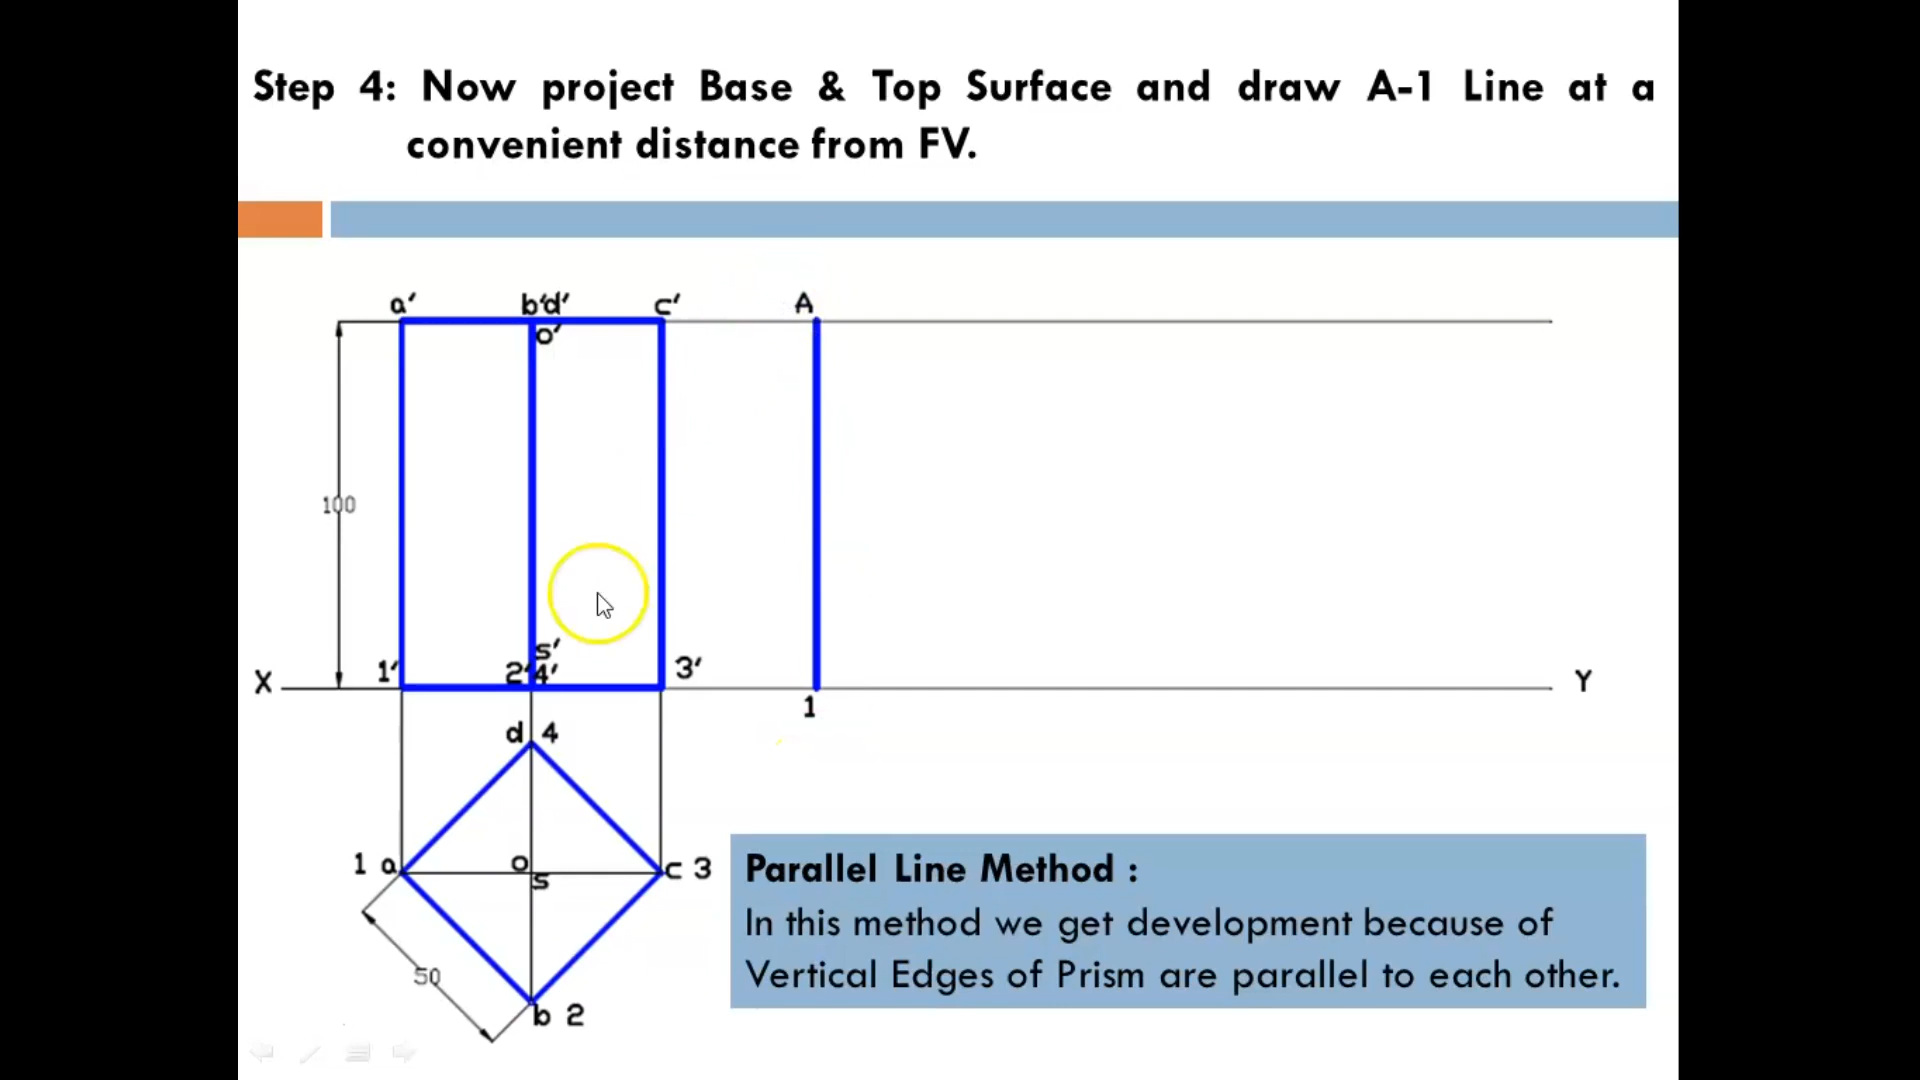 Step 4: Now project Base & Top Surface and draw A-1 Line at a
convenient distance from FV.
a' b'd' c' A
o'
100
s'
X 1' 2'4' 3' Y
1
d 4
1 a o c 3
s
50
b 2
Parallel Line Method :
In this method we get development because of
Vertical Edges of Prism are parallel to each other.